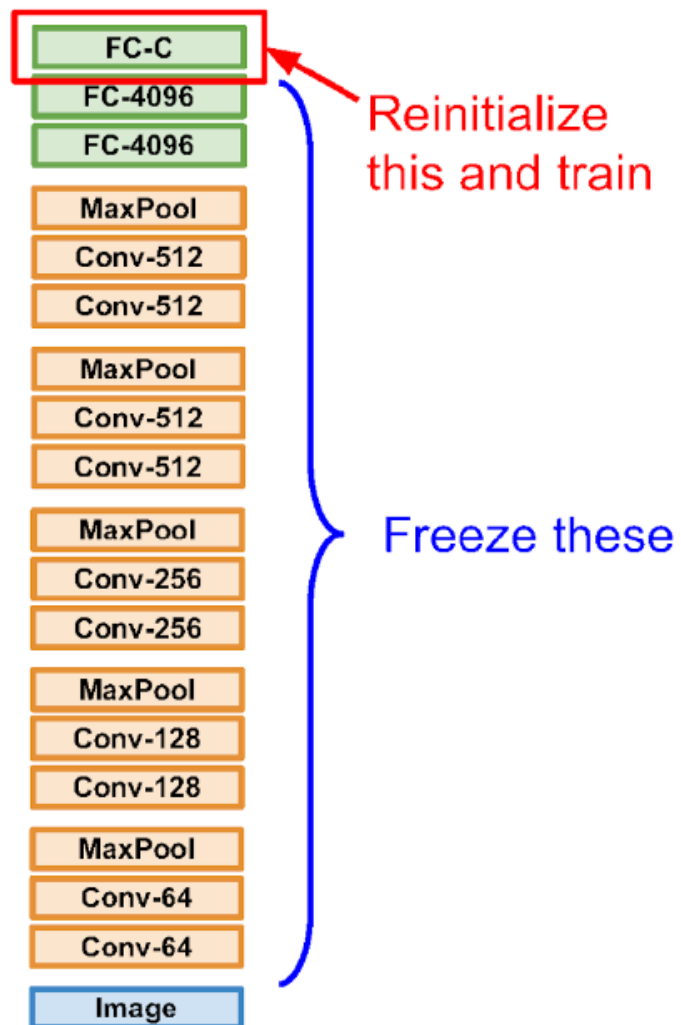 FC-C
FC-4096
FC-4096
Reinitialize
this and train
MaxPool
Conv-512
Conv-512
MaxPool
Conv-512
Conv-512
MaxPool
Conv-256
Conv-256
Freeze these
MaxPool
Conv-128
Conv-128
MaxPool
Conv-64
Conv-64
Image